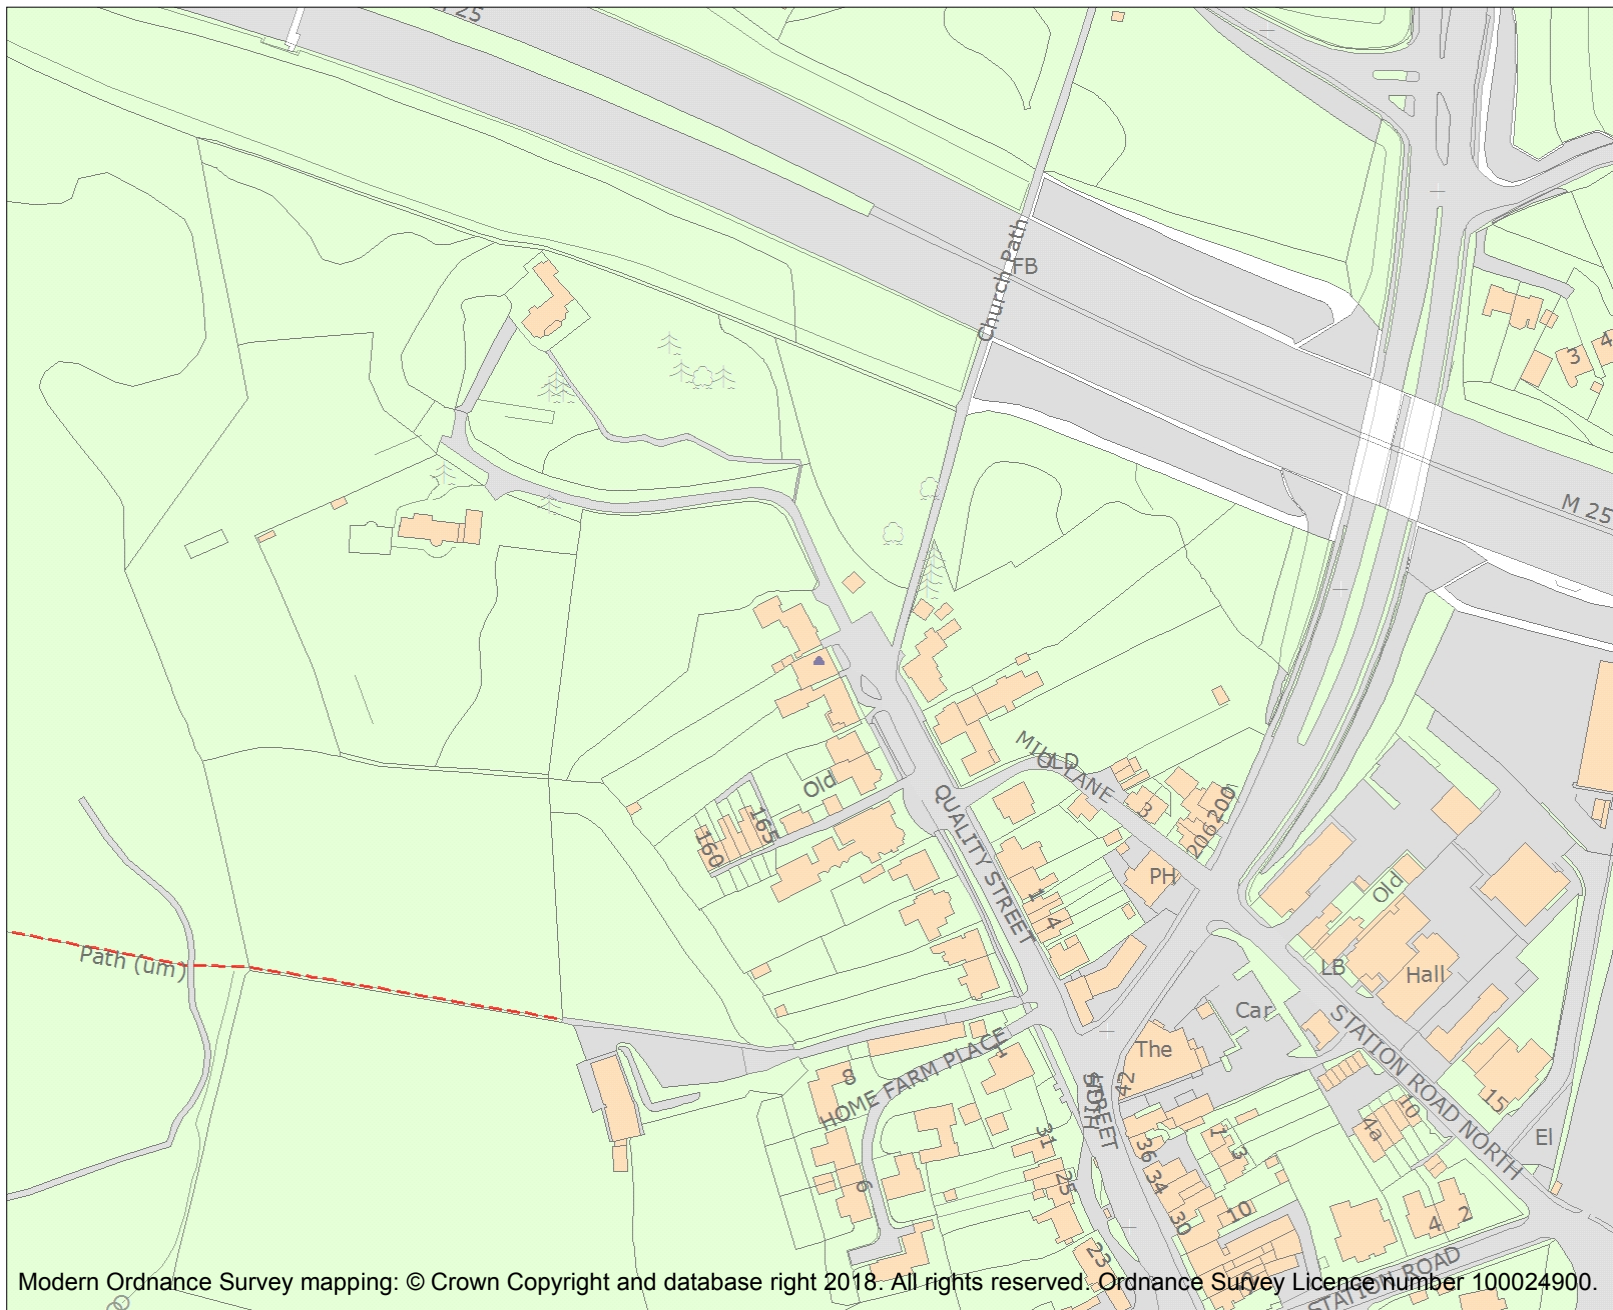 M 25
Church Path
FB
3
4
M 25
MILL LANE
OLD
Old
165
160
QUALITY STREET
3
200
206
PH
1
4
Old
LB
Hall
Path (um)
Car
STATION ROAD NORTH
The
HOME FARM PLACE
8
1
42
HIGH
STREET
15
10
4a
El
31
36
1
3
34
25
6
30
10
4
2
23
STATION ROAD
Modern Ordnance Survey mapping: © Crown Copyright and database right 2018. All rights reserved. Ordnance Survey Licence number 100024900.